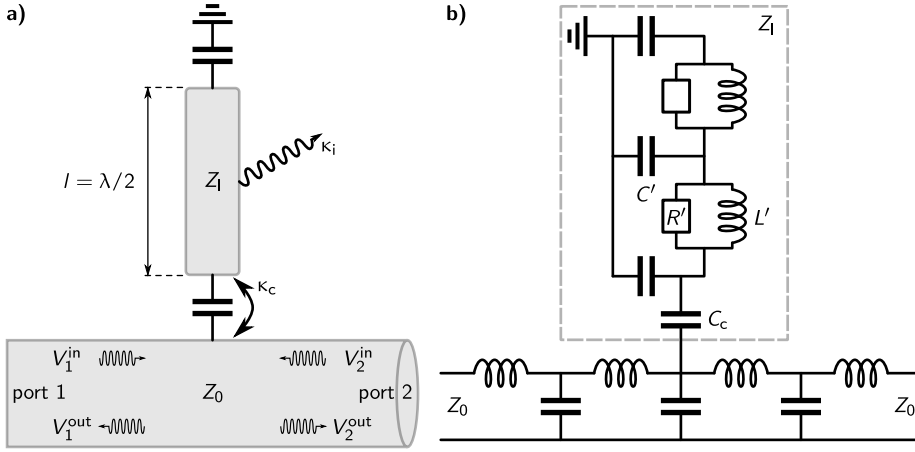 a)
Z_l
κ_i
l = λ/2
κ_c
V_1^in
V_2^in
port 1
Z_0
port 2
V_1^out
V_2^out
b)
Z_l
C'
R'
L'
C_c
Z_0
Z_0